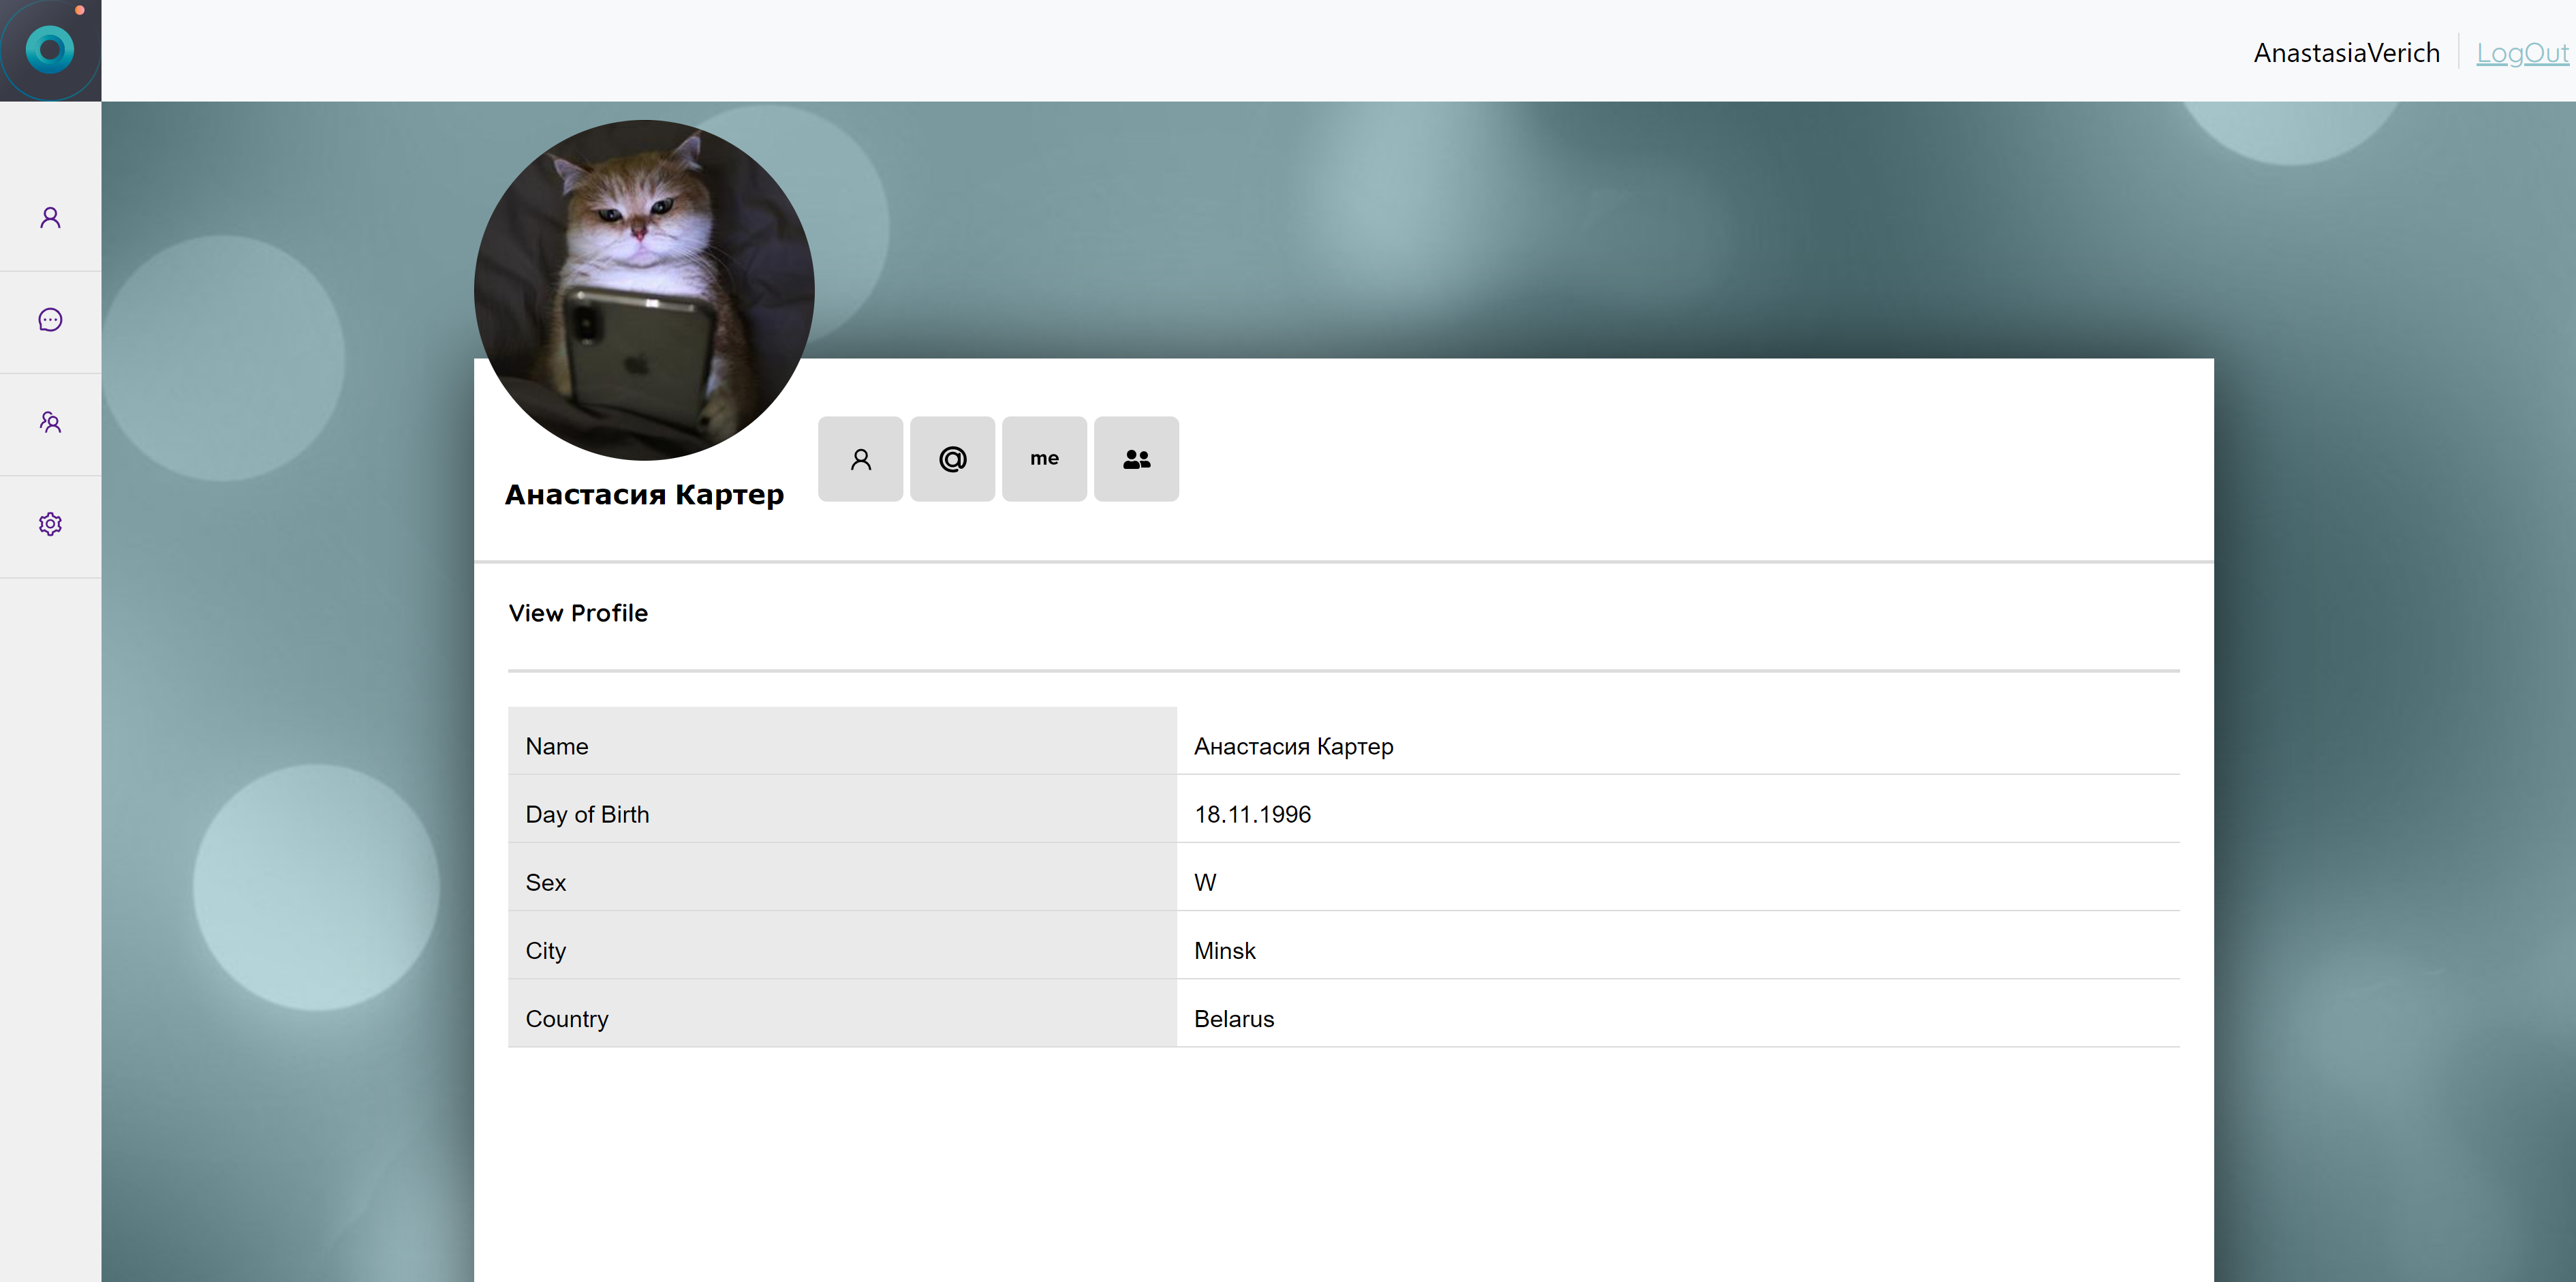 AnastasiaVerich LogOut
@ me
Анастасия Картер
View Profile
Name Анастасия Картер
Day of Birth 18.11.1996
Sex W
City Minsk
Country Belarus